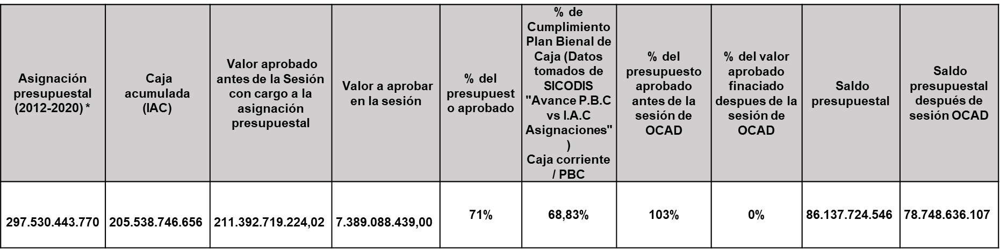 Asignación
presupuestal
(2012-2020) *
Caja
acumulada
(IAC)
Valor aprobado
antes de la Sesión
con cargo a la
asignación
presupuestal
Valor a aprobar
en la sesión
% del
presupuest
o aprobado
% de
Cumplimiento
Plan Bienal de
Caja (Datos
tomados de
SICODIS
"Avance P.B.C
vs I.A.C
Asignaciones"
)
Caja corriente
/ PBC
% del
presupuesto
aprobado
antes de la
sesión de
OCAD
% del valor
aprobado
finaciado
despues de la
sesión de
OCAD
Saldo
presupuestal
Saldo
presupuestal
después de
sesión OCAD
297.530.443.770
205.538.746.656
211.392.719.224,02
7.389.088.439,00
71%
68,83%
103%
0%
86.137.724.546
78.748.636.107